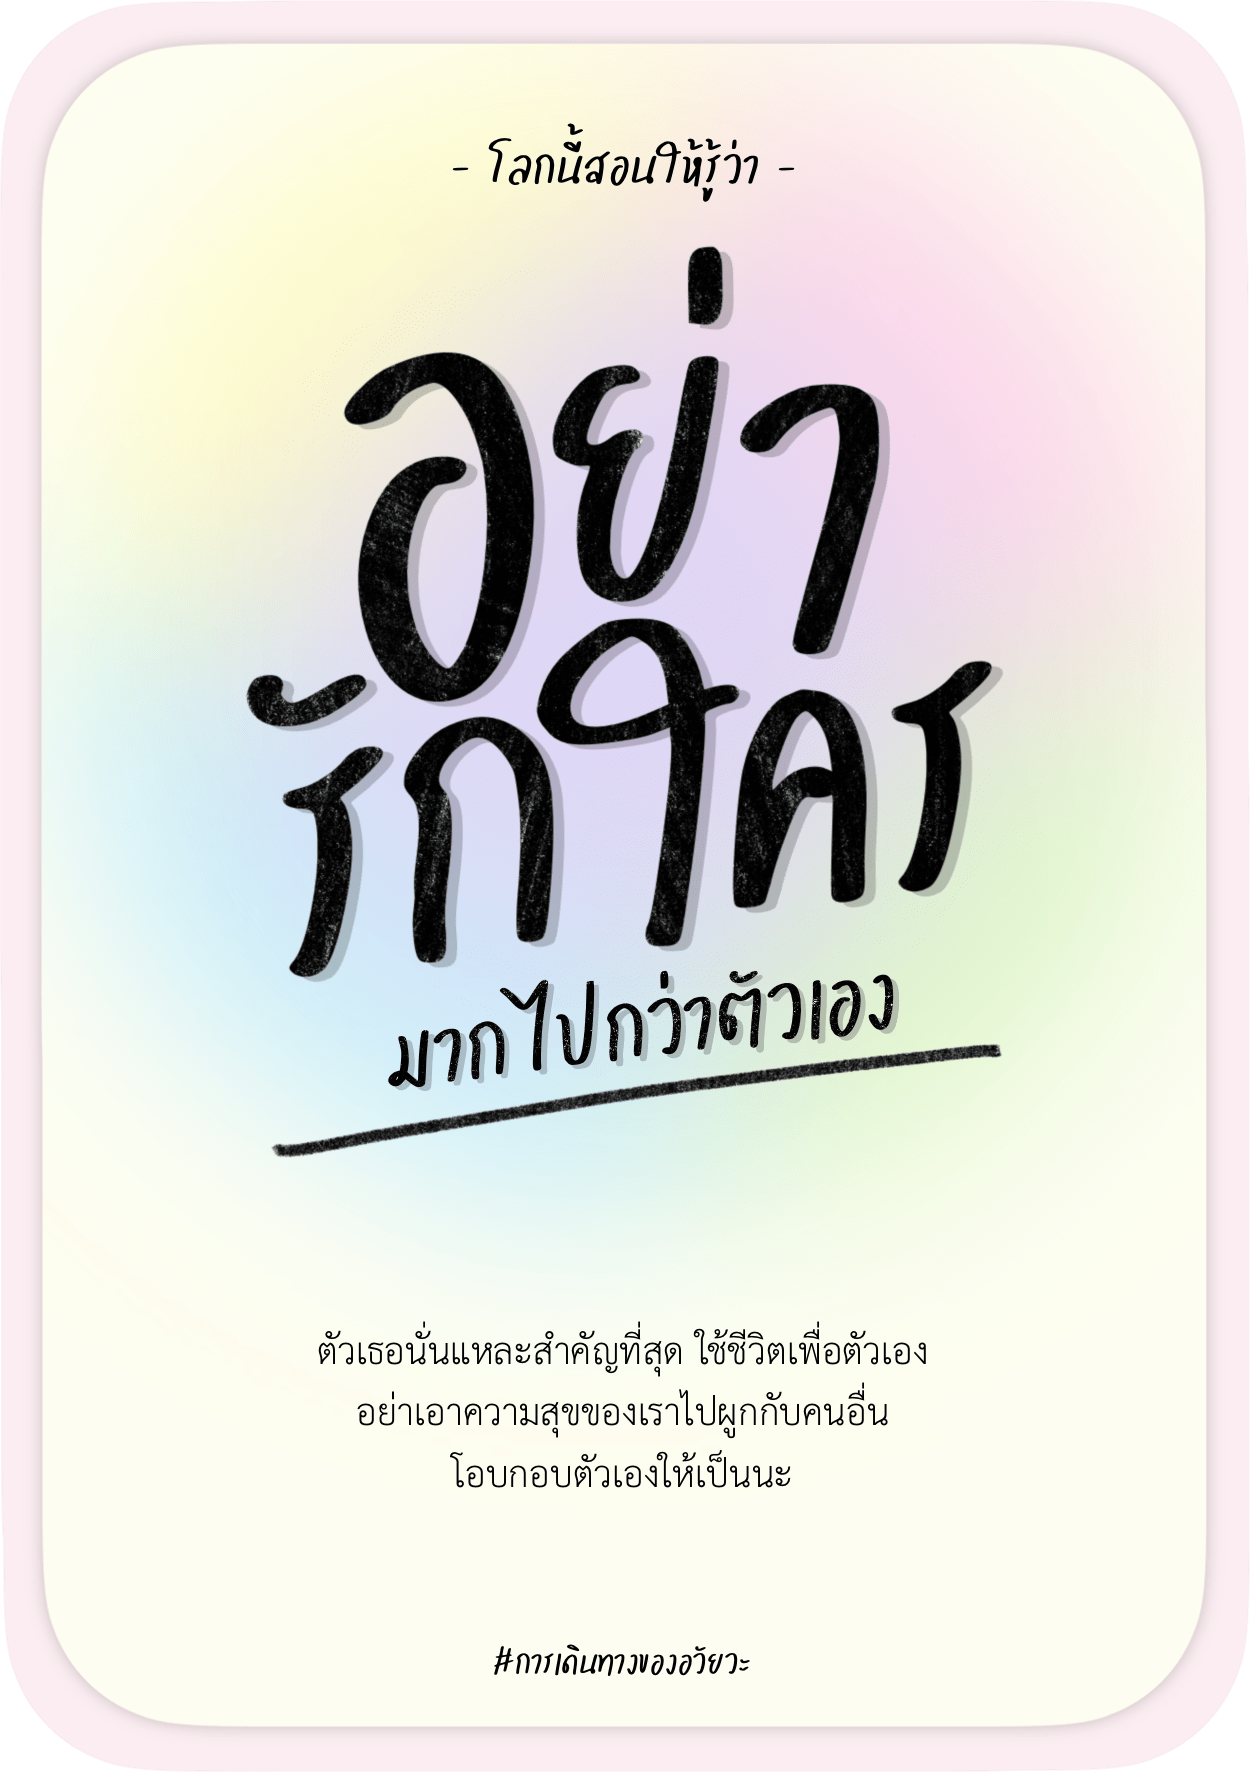 - โลกนี้สอนให้รู้ว่า -
อย่า
รักใคร
มากไปกว่าตัวเอง
ตัวเธอนั่นแหละสำคัญที่สุด ใช้ชีวิตเพื่อตัวเอง
อย่าเอาความสุขของเราไปผูกกับคนอื่น
โอบกอบตัวเองให้เป็นนะ
#การเดินทางของอวัยวะ